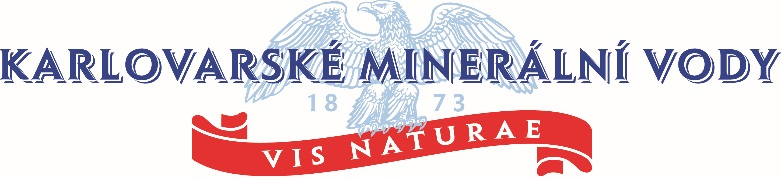 KARLOVARSKÉ MINERÁLNÍ VODY
18 73
VIS NATURAE